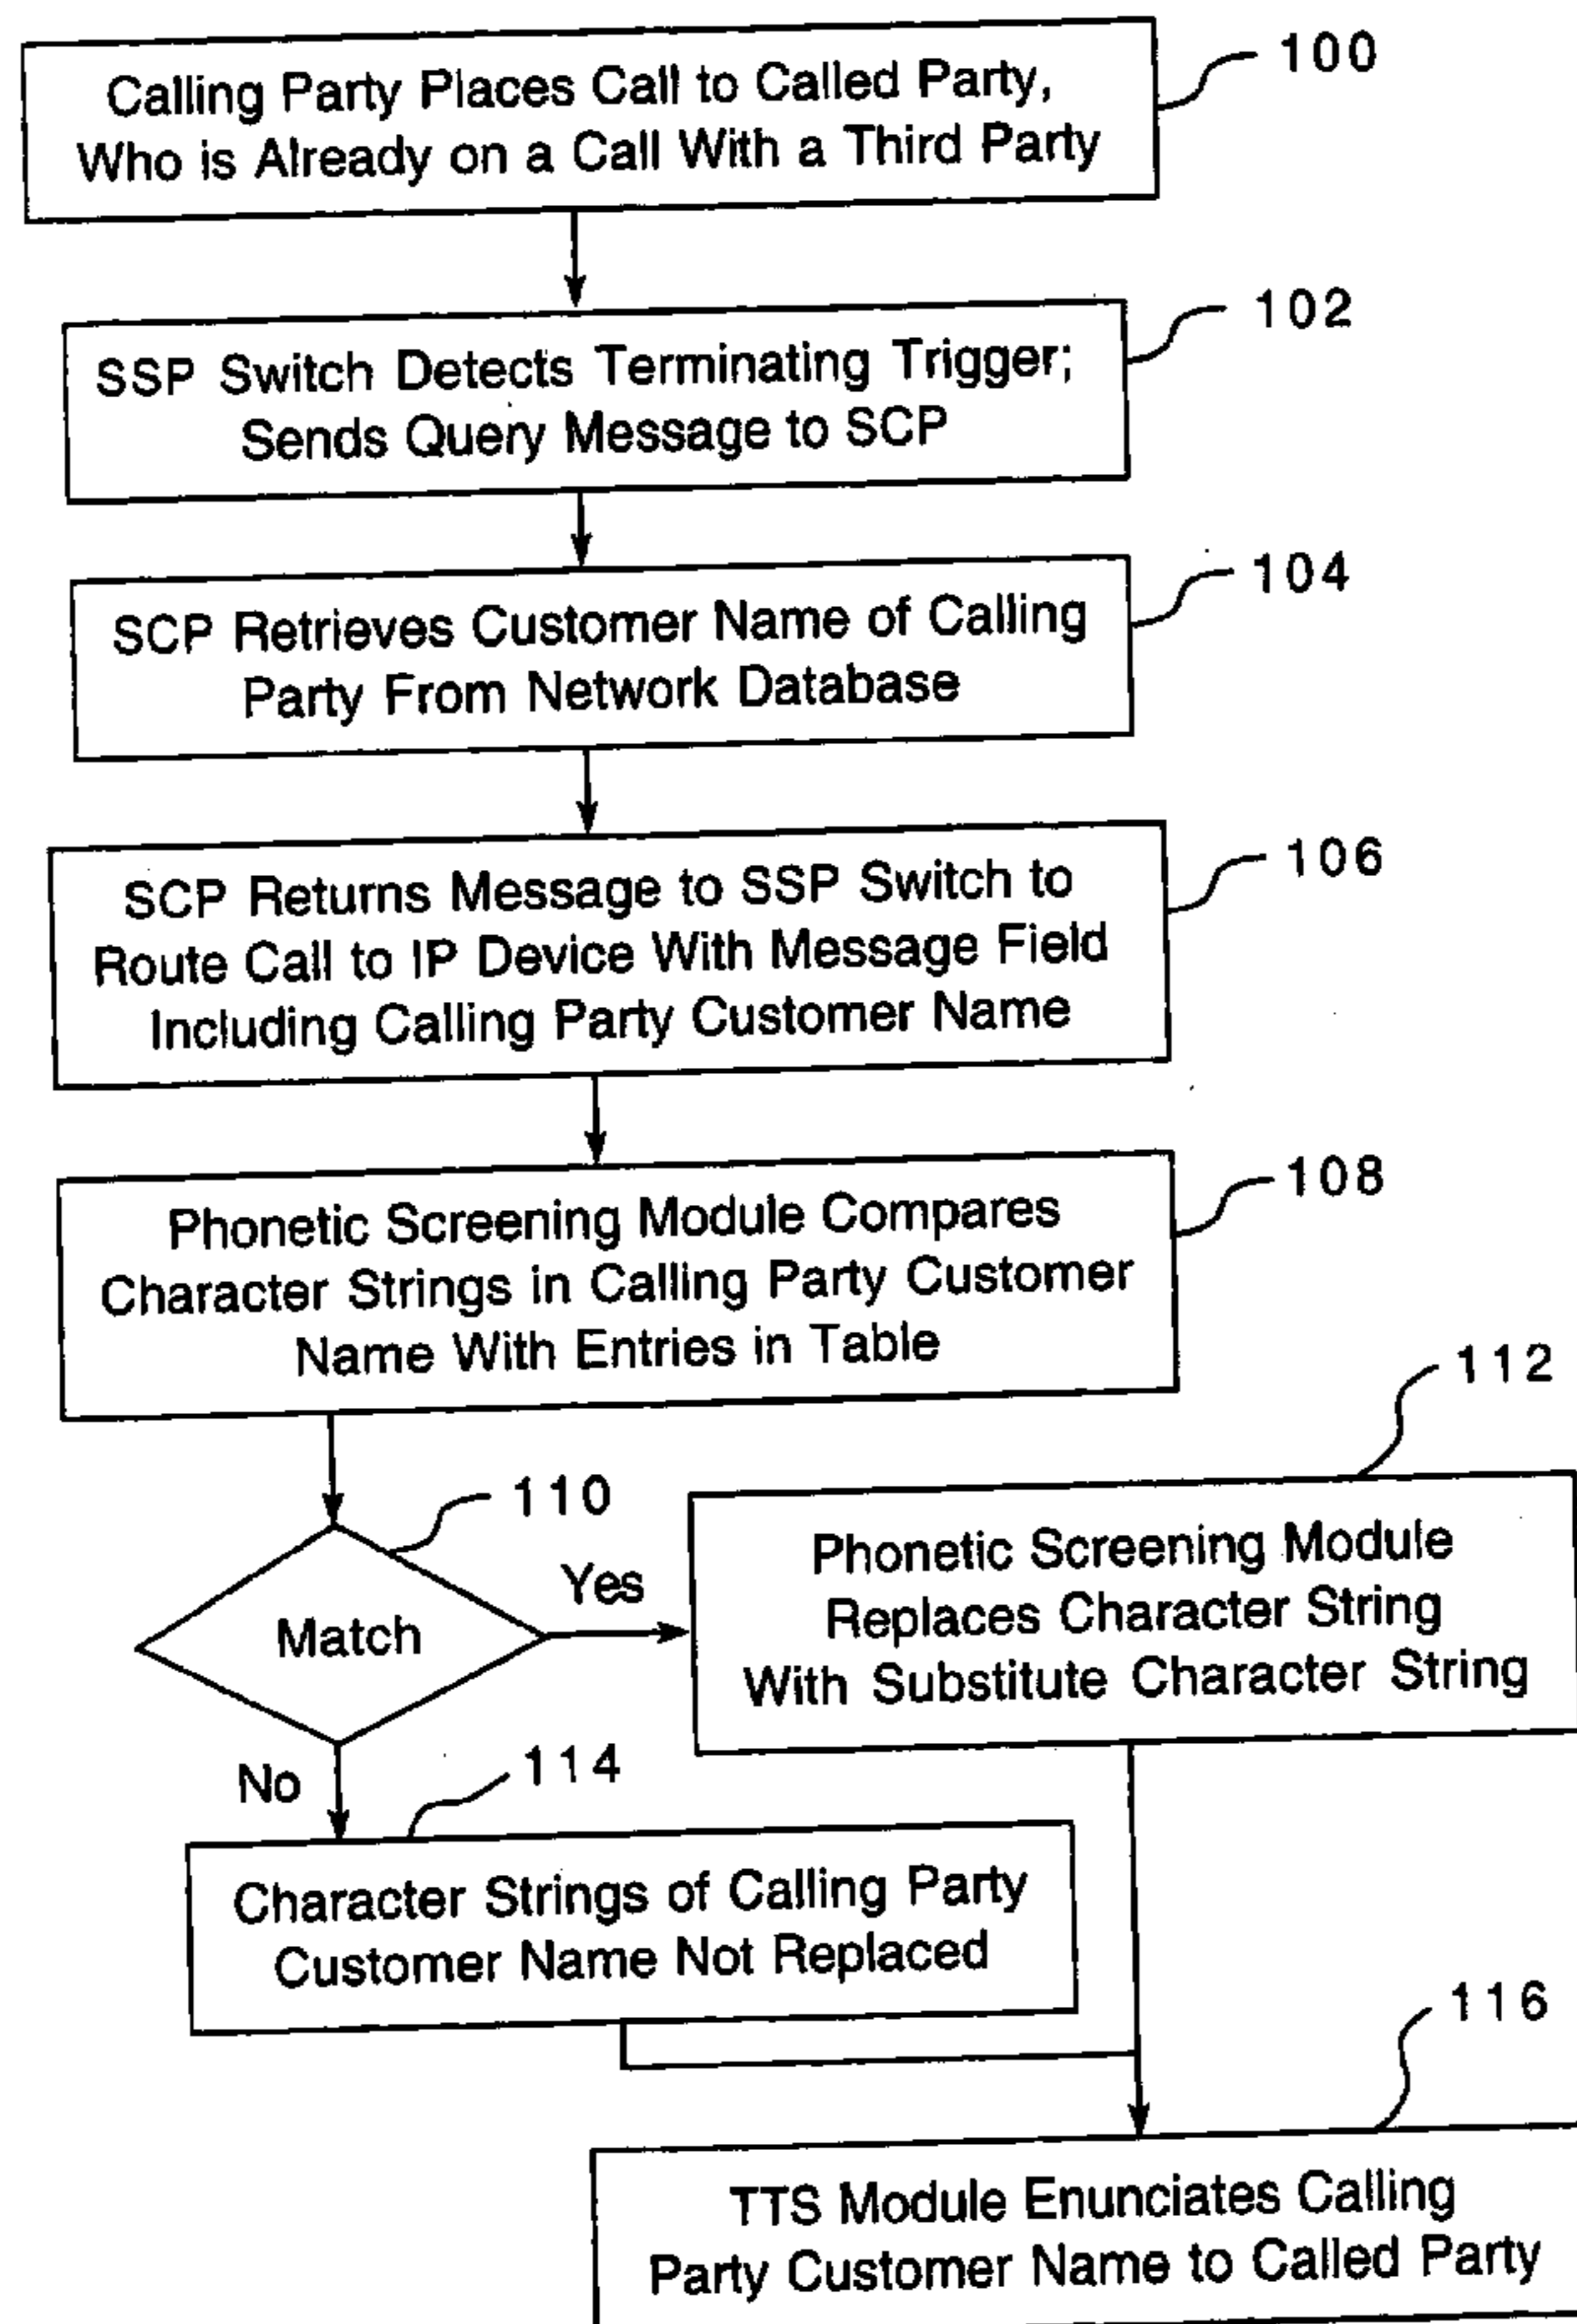 100
Calling Party Places Call to Called Party,
Who is Already on a Call With a Third Party
102
SSP Switch Detects Terminating Trigger;
Sends Query Message to SCP
104
SCP Retrieves Customer Name of Calling
Party From Network Database
106
SCP Returns Message to SSP Switch to
Route Call to IP Device With Message Field
Including Calling Party Customer Name
108
Phonetic Screening Module Compares
Character Strings in Calling Party Customer
Name With Entries in Table
110
Match
Yes
112
Phonetic Screening Module
Replaces Character String
With Substitute Character String
No
114
Character Strings of Calling Party
Customer Name Not Replaced
116
TTS Module Enunciates Calling
Party Customer Name to Called Party